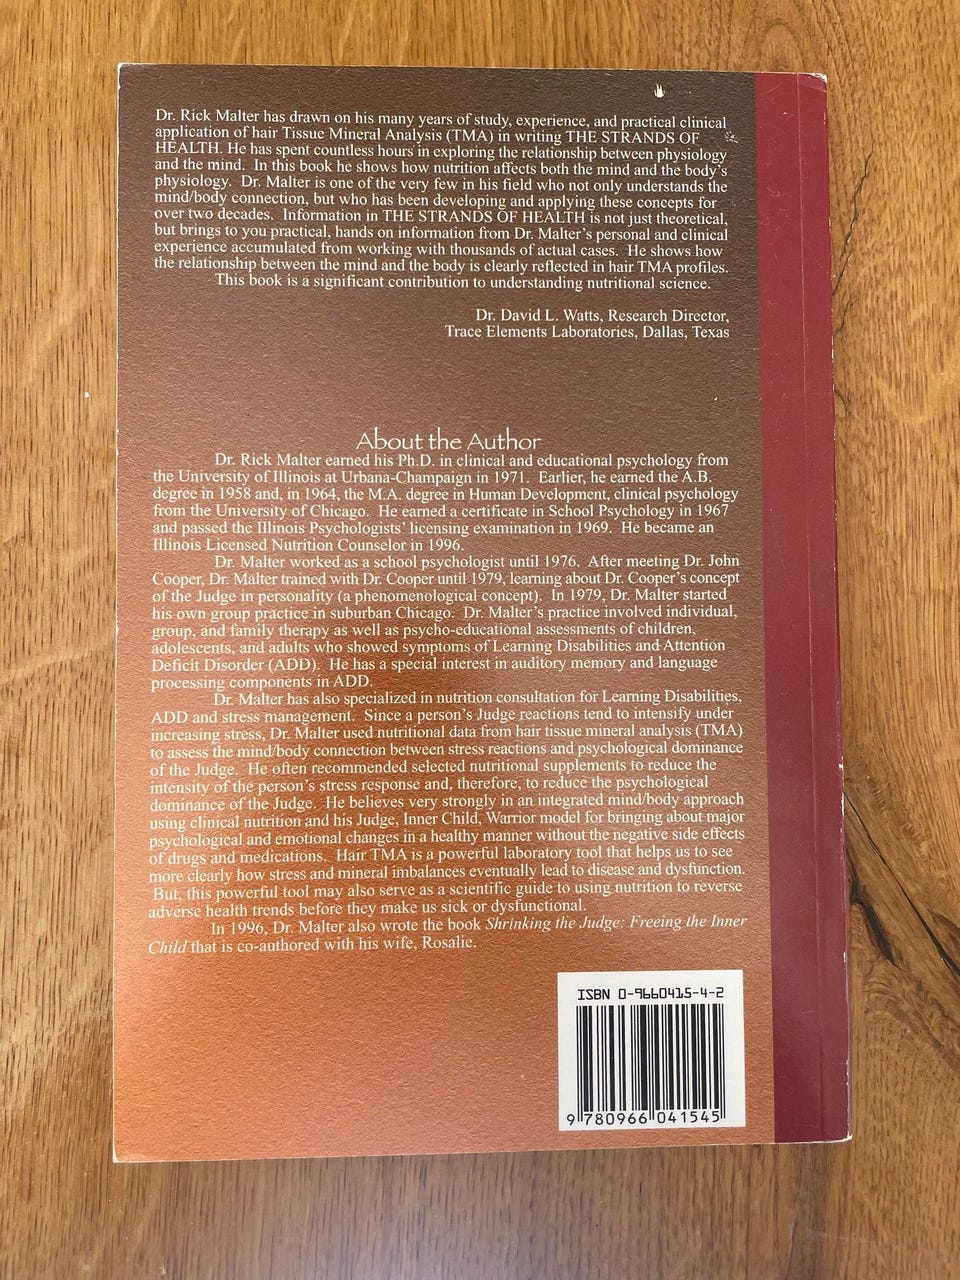 Dr. Rick Malter has drawn on his many years of study, experience, and practical clinical
application of hair Tissue Mineral Analysis (TMA) in writing THE STRANDS OF
HEALTH. He has spent countless hours in exploring the relationship between physiology
and the mind. In this book he shows how nutrition affects both the mind and the body's
physiology. Dr. Malter is one of the very few in his field who not only understands the
mind/body connection, but who has been developing and applying these concepts for
over two decades. Information in THE STRANDS OF HEALTH is not just theoretical,
but brings to you practical, hands on information from Dr. Malter's personal and clinical
experience accumulated from working with thousands of actual cases. He shows how
the relationship between the mind and the body is clearly reflected in hair TMA profiles.
This book is a significant contribution to understanding nutritional science.
Dr. David L. Watts, Research Director,
Trace Elements Laboratories, Dallas, Texas
About the Author
Dr. Rick Malter earned his Ph.D. in clinical and educational psychology from
the University of Illinois at Urbana-Champaign in 1971. Earlier, he earned the A.B.
degree in 1958 and, in 1964, the M.A. degree in Human Development, clinical psychology
from the University of Chicago. He earned a certificate in School Psychology in 1967
and passed the Illinois Psychologists' licensing examination in 1969. He became an
Illinois Licensed Nutrition Counselor in 1996.
Dr. Malter worked as a school psychologist until 1976. After meeting Dr. John
Cooper, Dr. Malter trained with Dr. Cooper until 1979, learning about Dr. Cooper's concept
of the Judge in personality (a phenomenological concept). In 1979, Dr. Malter started
his own group practice in suburban Chicago. Dr. Malter's practice involved individual,
group, and family therapy as well as psycho-educational assessments of children,
adolescents, and adults who showed symptoms of Learning Disabilities and Attention
Deficit Disorder (ADD). He has a special interest in auditory memory and language
processing components in ADD.
Dr. Malter has also specialized in nutrition consultation for Learning Disabilities,
ADD and stress management. Since a person's Judge reactions tend to intensify under
increasing stress, Dr. Malter used nutritional data from hair tissue mineral analysis (TMA)
to assess the mind/body connection between stress reactions and psychological dominance
of the Judge. He often recommended selected nutritional supplements to reduce the
intensity of the person's stress response and, therefore, to reduce the psychological
dominance of the Judge. He believes very strongly in an integrated mind/body approach
using clinical nutrition and his Judge, Inner Child, Warrior model for bringing about major
psychological and emotional changes in a healthy manner without the negative side effects
of drugs and medications. Hair TMA is a powerful laboratory tool that helps us to see
more clearly how stress and mineral imbalances eventually lead to disease and dysfunction.
But, this powerful tool may also serve as a scientific guide to using nutrition to reverse
adverse health trends before they make us sick or dysfunctional.
In 1996, Dr. Malter also wrote the book Shrinking the Judge: Freeing the Inner
Child that is co-authored with his wife, Rosalie.
ISBN 0-9660415-4-2
9 780966 041545